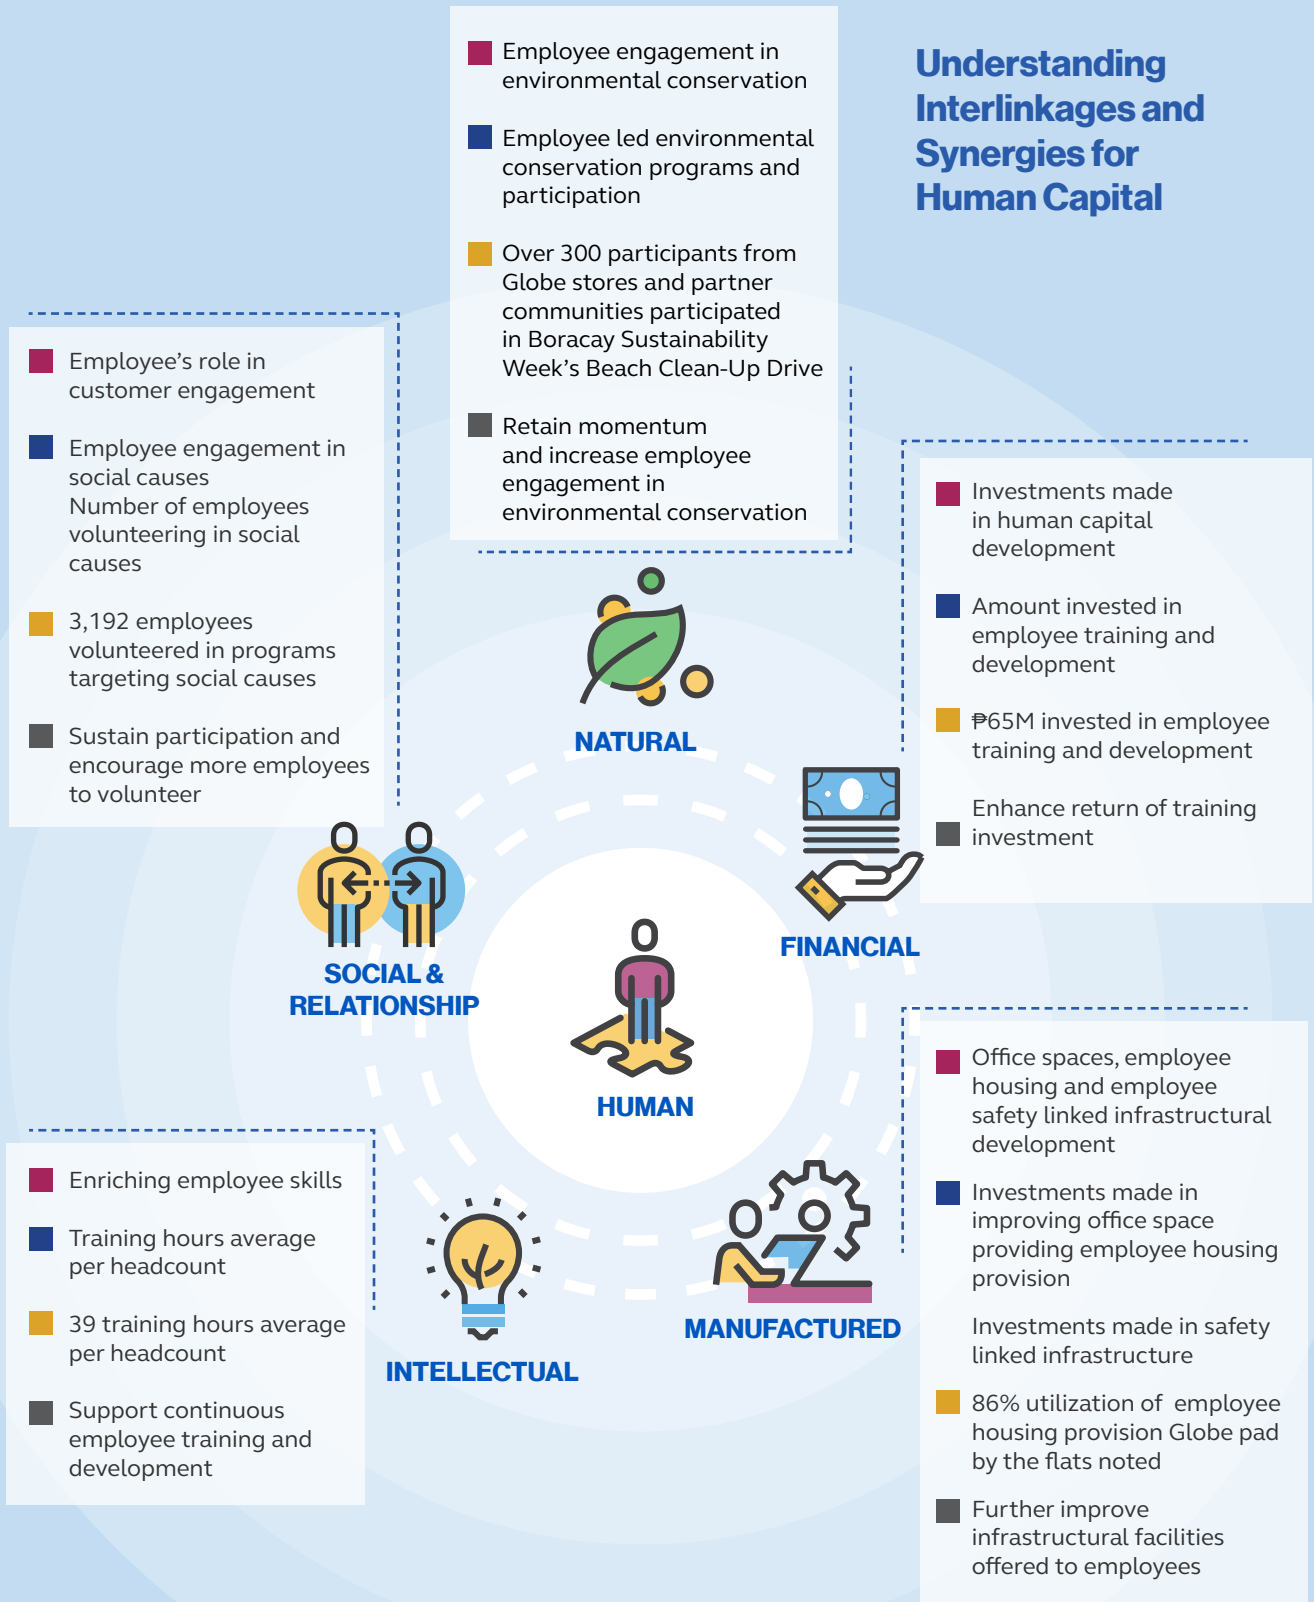 Understanding
Interlinkages and
Synergies for
Human Capital
Employee engagement in
environmental conservation
Employee led environmental
conservation programs and
participation
Over 300 participants from
Globe stores and partner
communities participated
in Boracay Sustainability
Week's Beach Clean-Up Drive
Retain momentum
and increase employee
engagement in
environmental conservation
NATURAL
Employee's role in
customer engagement
Employee engagement in
social causes
Number of employees
volunteering in social
causes
3,192 employees
volunteered in programs
targeting social causes
Sustain participation and
encourage more employees
to volunteer
SOCIAL &
RELATIONSHIP
Investments made
in human capital
development
Amount invested in
employee training and
development
₱65M invested in employee
training and development
Enhance return of training
investment
FINANCIAL
HUMAN
Enriching employee skills
Training hours average
per headcount
39 training hours average
per headcount
Support continuous
employee training and
development
INTELLECTUAL
Office spaces, employee
housing and employee
safety linked infrastructural
development
Investments made in
improving office space
providing employee housing
provision
Investments made in safety
linked infrastructure
86% utilization of employee
housing provision Globe pad
by the flats noted
Further improve
infrastructural facilities
offered to employees
MANUFACTURED